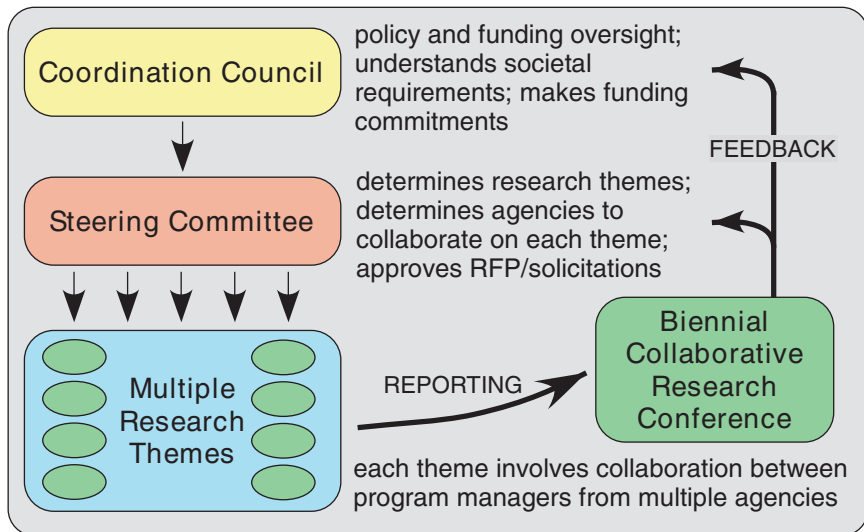 Coordination Council
policy and funding oversight;
understands societal
requirements; makes funding
commitments
FEEDBACK
Steering Committee
determines research themes;
determines agencies to
collaborate on each theme;
approves RFP/solicitations
Multiple
Research
Themes
REPORTING
Biennial
Collaborative
Research
Conference
each theme involves collaboration between
program managers from multiple agencies